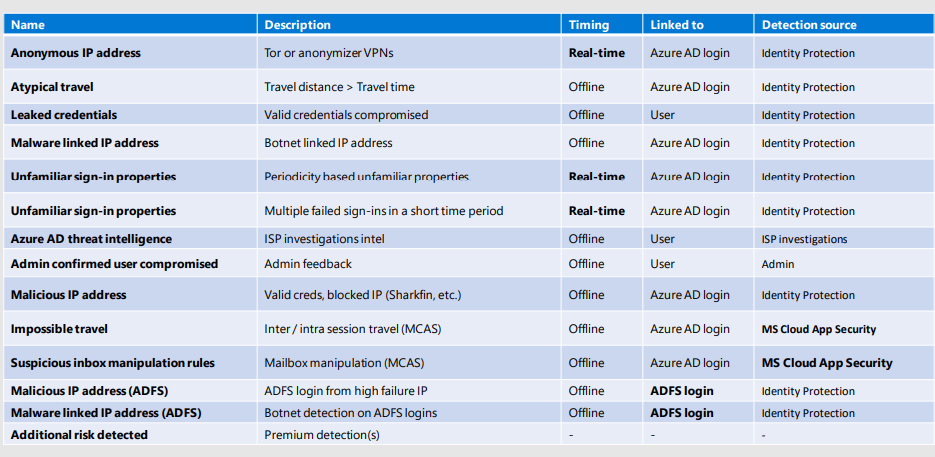 Name Description Timing Linked to Detection source
Anonymous IP address Tor or anonymizer VPNs Real-time Azure AD login Identity Protection
Atypical travel Travel distance > Travel time Offline Azure AD login Identity Protection
Leaked credentials Valid credentials compromised Offline User Identity Protection
Malware linked IP address Botnet linked IP address Offline Azure AD login Identity Protection
Unfamiliar sign-in properties Periodicity based unfamiliar properties Real-time Azure AD login Identity Protection
Unfamiliar sign-in properties Multiple failed sign-ins in a short time period Real-time Azure AD login Identity Protection
Azure AD threat intelligence ISP investigations intel Offline User ISP investigations
Admin confirmed user compromised Admin feedback Offline User Admin
Malicious IP address Valid creds, blocked IP (Sharkfin, etc.) Offline Azure AD login Identity Protection
Impossible travel Inter / intra session travel (MCAS) Offline Azure AD login MS Cloud App Security
Suspicious inbox manipulation rules Mailbox manipulation (MCAS) Offline Azure AD login MS Cloud App Security
Malicious IP address (ADFS) ADFS login from high failure IP Offline ADFS login Identity Protection
Malware linked IP address (ADFS) Botnet detection on ADFS logins Offline ADFS login Identity Protection
Additional risk detected Premium detection(s) - - -